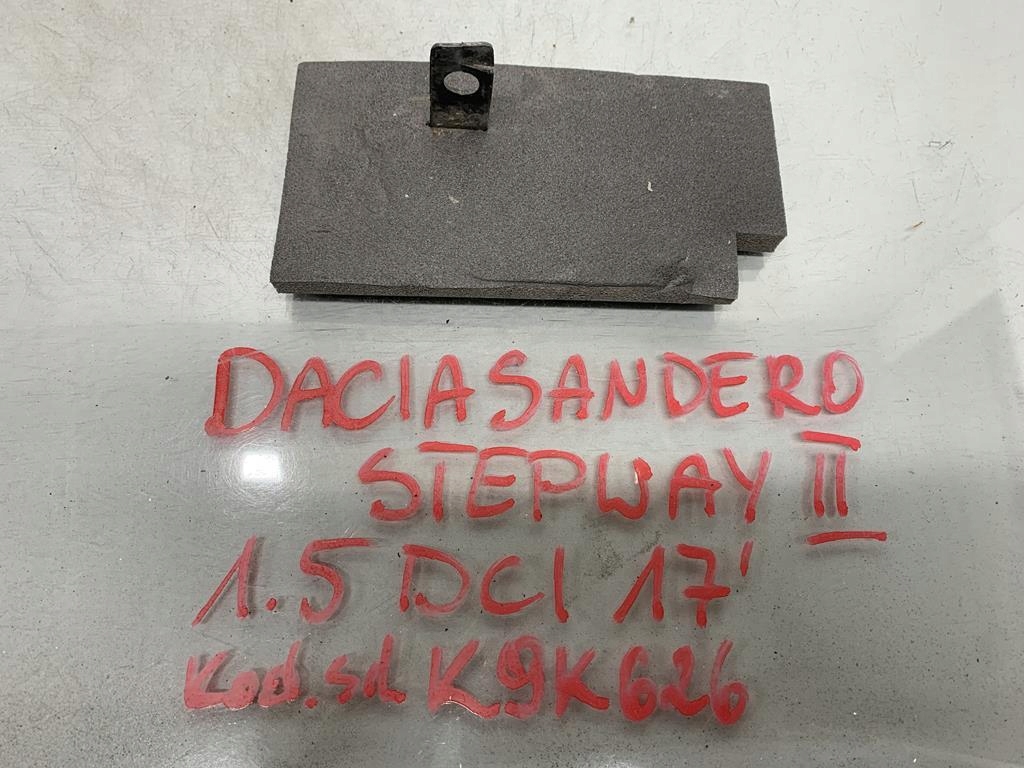 DACIA SANDERO
STEPWAY II
1.5 DCI 17'
Kod.sd K9K626